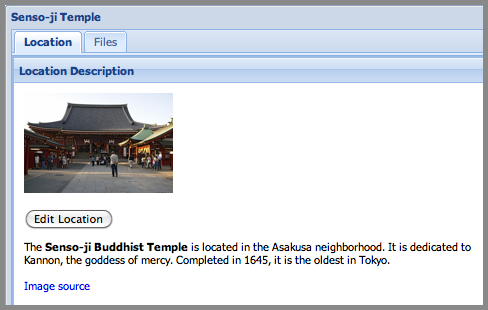 Senso-ji Temple
Location Files
Location Description
Edit Location
The Senso-ji Buddhist Temple is located in the Asakusa neighborhood. It is dedicated to
Kannon, the goddess of mercy. Completed in 1645, it is the oldest in Tokyo.
Image source